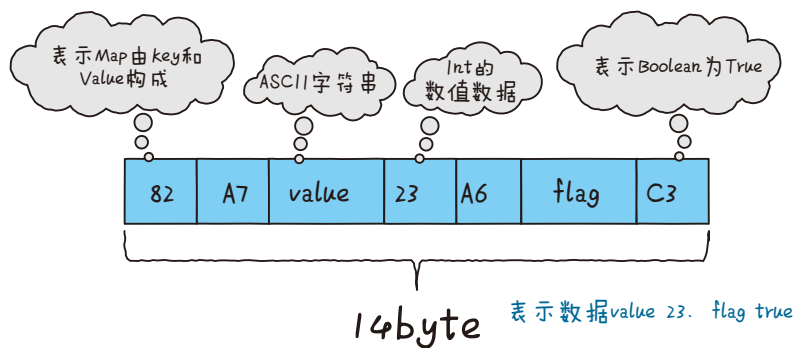 表示Map由key和
Value构成
ASCII字符串
Int的
数值数据
表示Boolean为True
82 A7 value 23 A6 flag C3
14byte
表示数据value 23. flag true